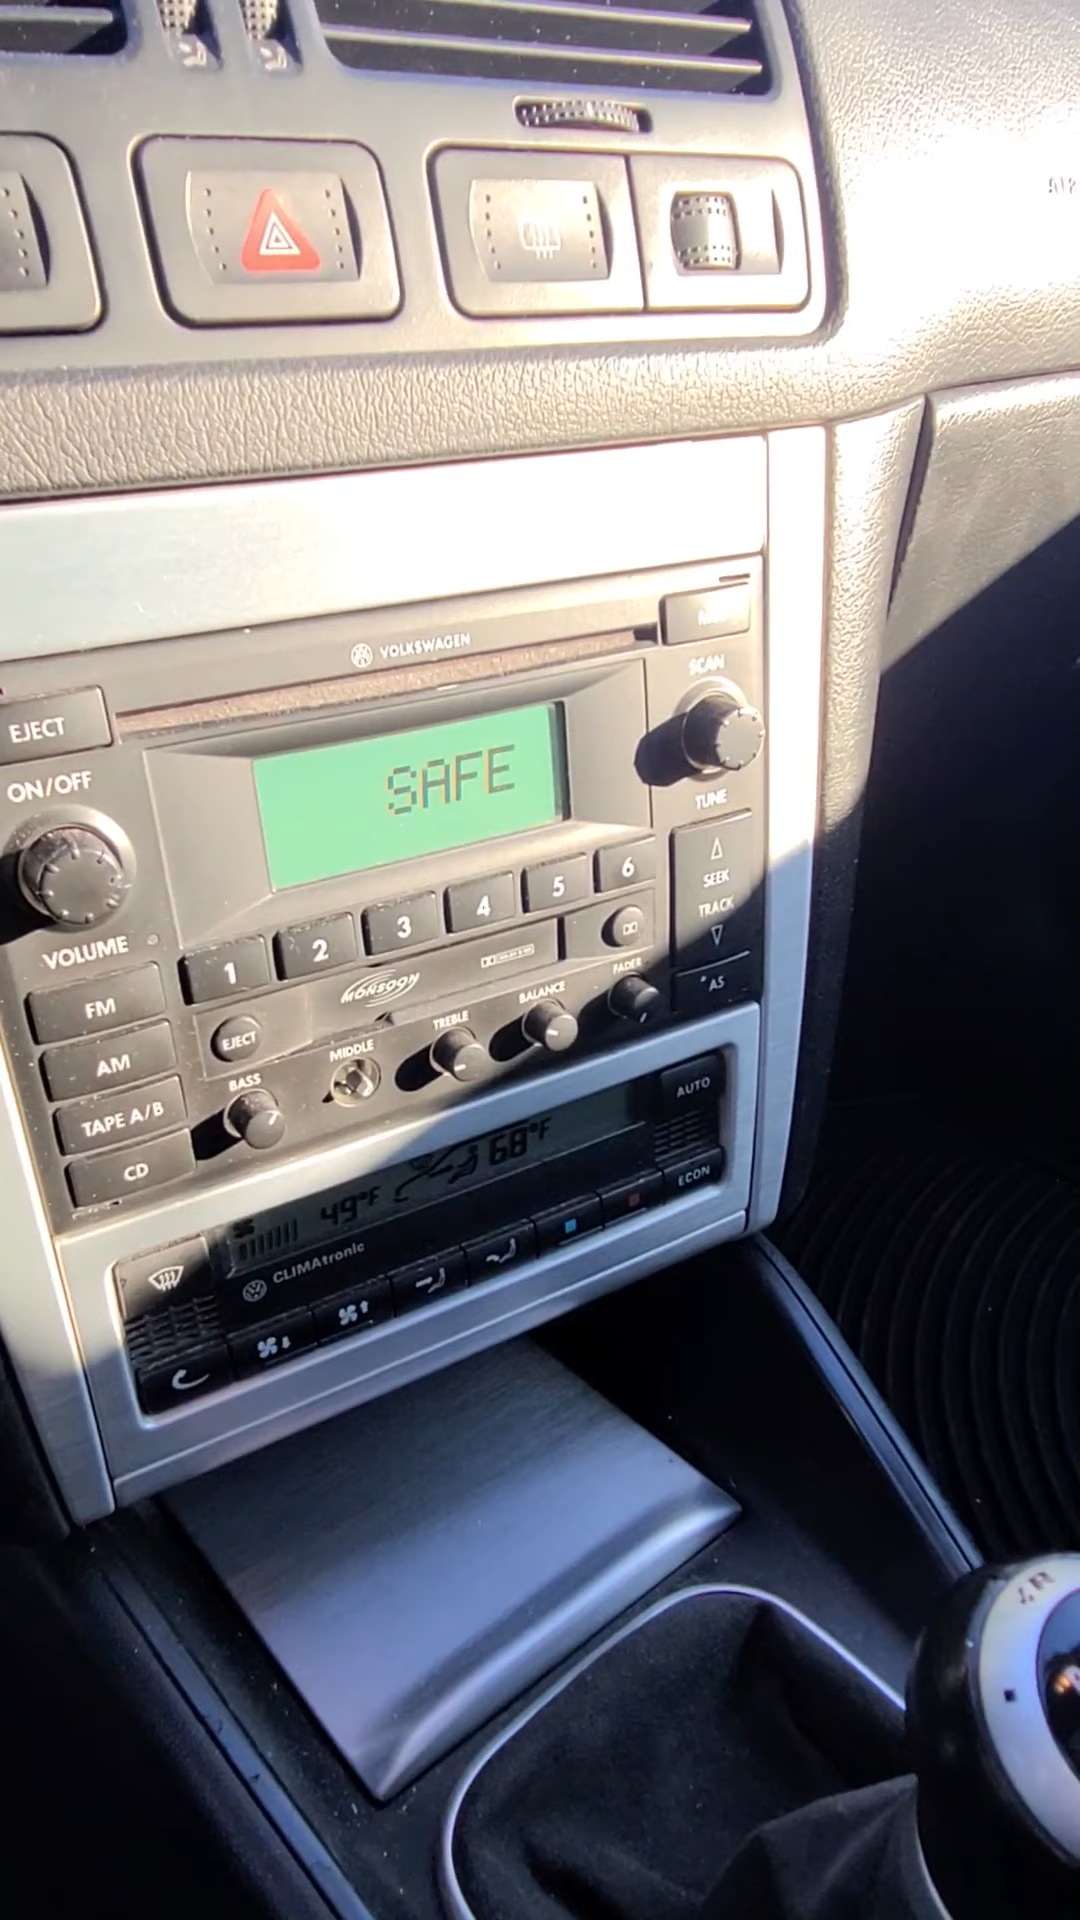 VOLKSWAGEN
SCAN
EJECT
SAFE
ON/OFF
TUNE
SEEK
TRACK
1 2 3 4 5 6
VOLUME
AS
FM
MONSOON
FADER
BALANCE
EJECT
TREBLE
MIDDLE
BASS
AM
TAPE A/B
CD
AUTO
49°F 68°F
ECON
CLIMAtronic
4 R